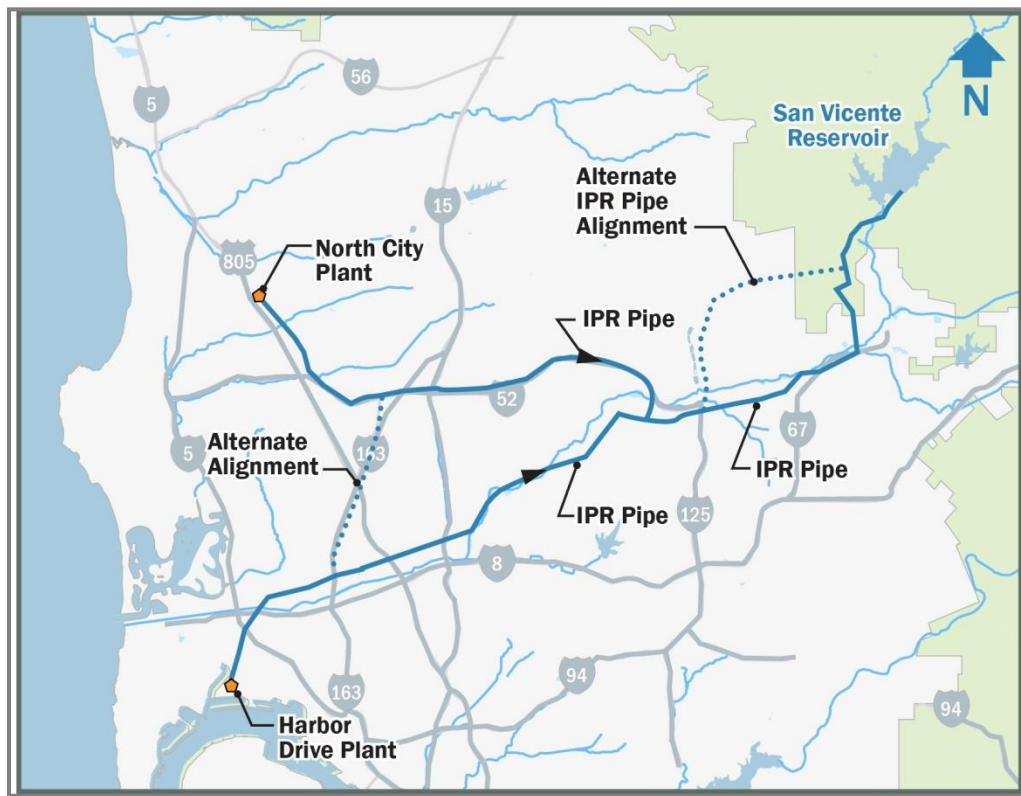 56
5
N
San Vicente
Reservoir
Alternate
IPR Pipe
Alignment
15
North City
Plant
805
IPR Pipe
52
Alternate
Alignment
5
163
67
IPR Pipe
IPR Pipe
125
8
94
163
94
Harbor
Drive Plant